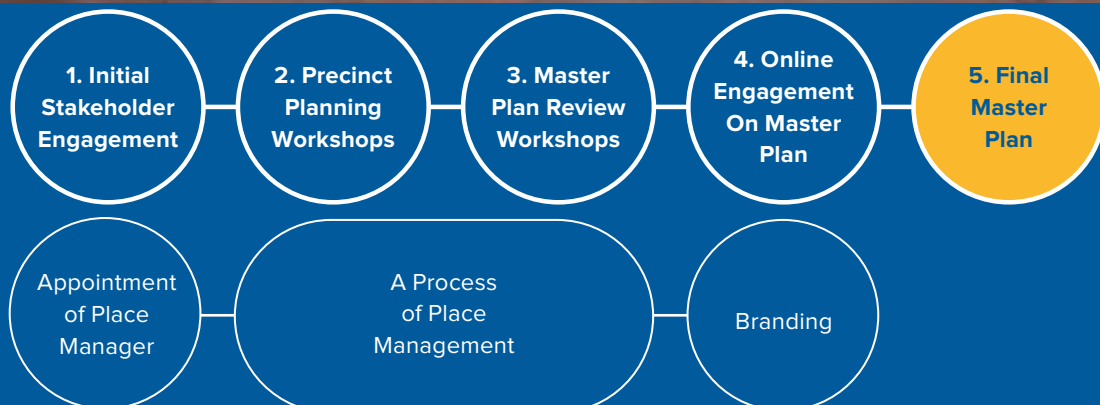 1. Initial
Stakeholder
Engagement
2. Precinct
Planning
Workshops
3. Master
Plan Review
Workshops
4. Online
Engagement
On Master
Plan
5. Final
Master
Plan
Appointment
of Place
Manager
A Process
of Place
Management
Branding